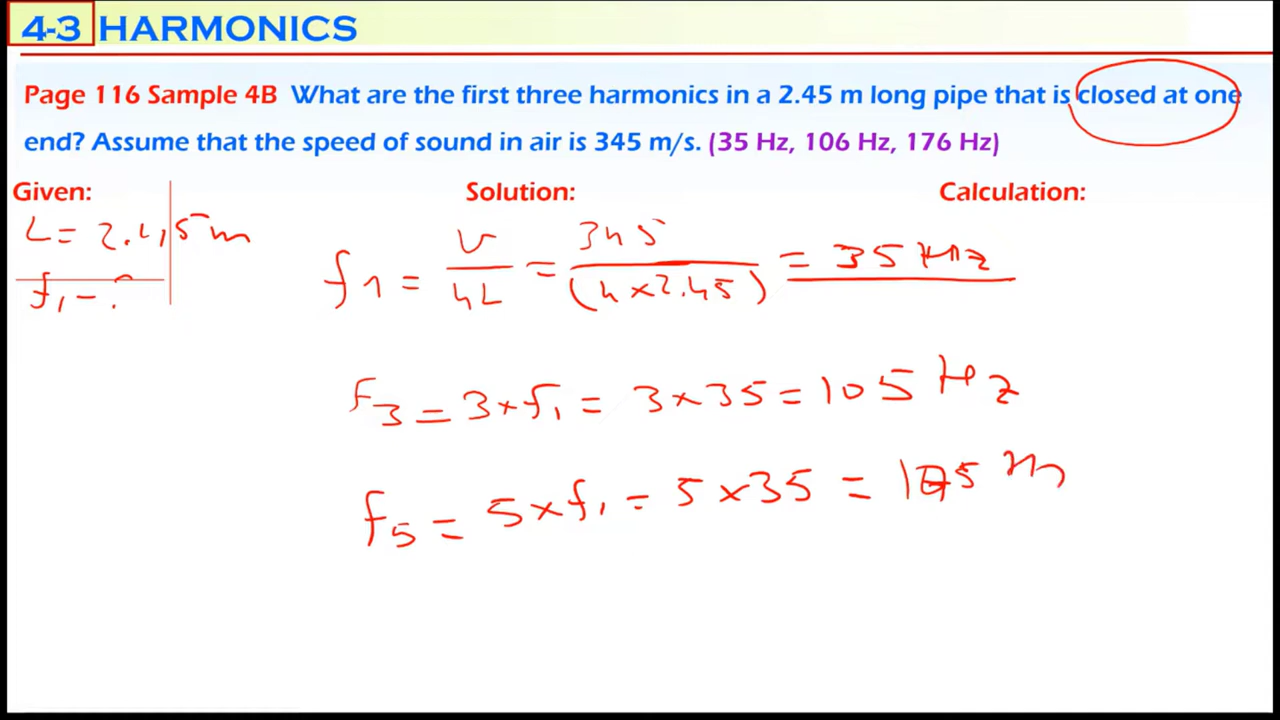 4-3 HARMONICS
Page 116 Sample 4B What are the first three harmonics in a 2.45 m long pipe that is closed at one
end? Assume that the speed of sound in air is 345 m/s. (35 Hz, 106 Hz, 176 Hz)
Given: Solution: Calculation:
L = 2.45 m
f1 - ?
f1 = v / 4L = 345 / (4 × 2.45) = 35 Hz
F3 = 3 × f1 = 3 × 35 = 105 Hz
f5 = 5 × f1 = 5 × 35 = 175